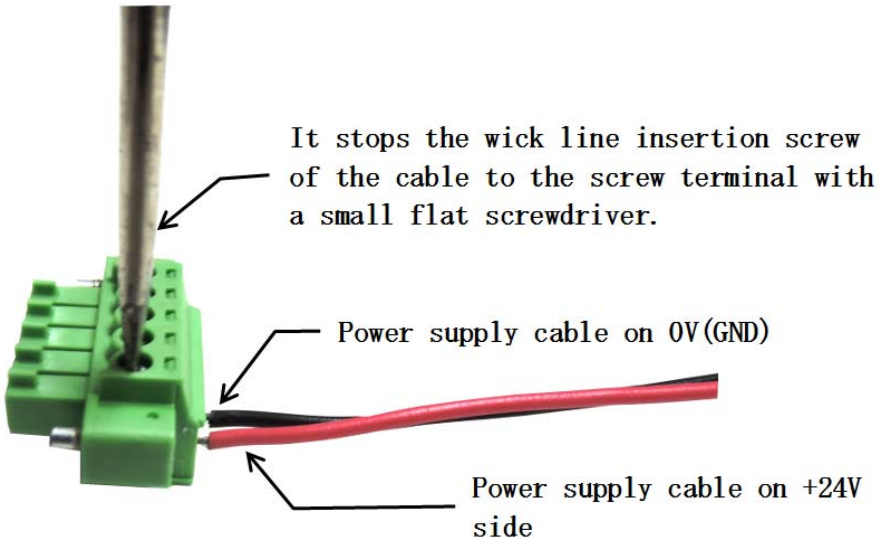 It stops the wick line insertion screw
of the cable to the screw terminal with
a small flat screwdriver.
Power supply cable on 0V(GND)
Power supply cable on +24V
side